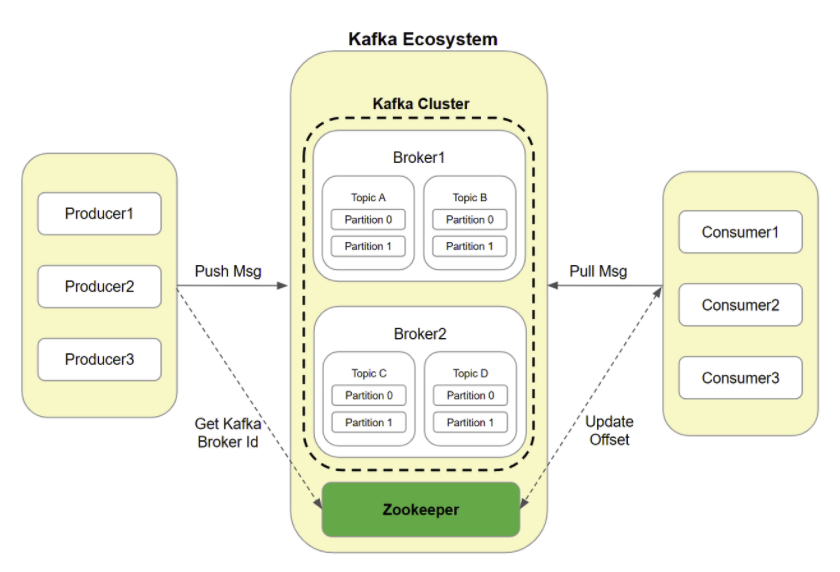 Kafka Ecosystem
Kafka Cluster
Broker1
Topic A
Partition 0
Partition 1
Topic B
Partition 0
Partition 1
Broker2
Topic C
Partition 0
Partition 1
Topic D
Partition 0
Partition 1
Zookeeper
Producer1
Producer2
Producer3
Push Msg
Get Kafka
Broker Id
Pull Msg
Update
Offset
Consumer1
Consumer2
Consumer3